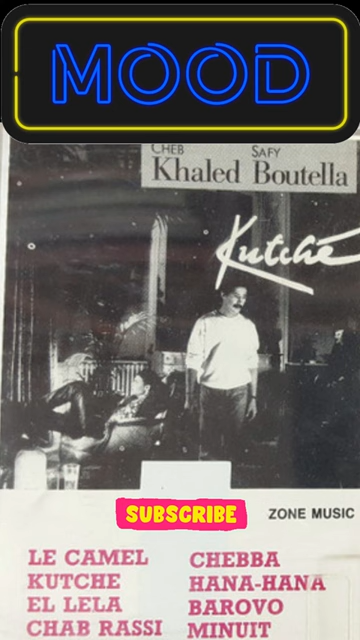 MOOD
CHEB SAFY
Khaled Boutella
Kutché
SUBSCRIBE
ZONE MUSIC
LE CAMEL
KUTCHE
EL LELA
CHAB RASSI
CHEBBA
HANA-HANA
BAROVO
MINUIT